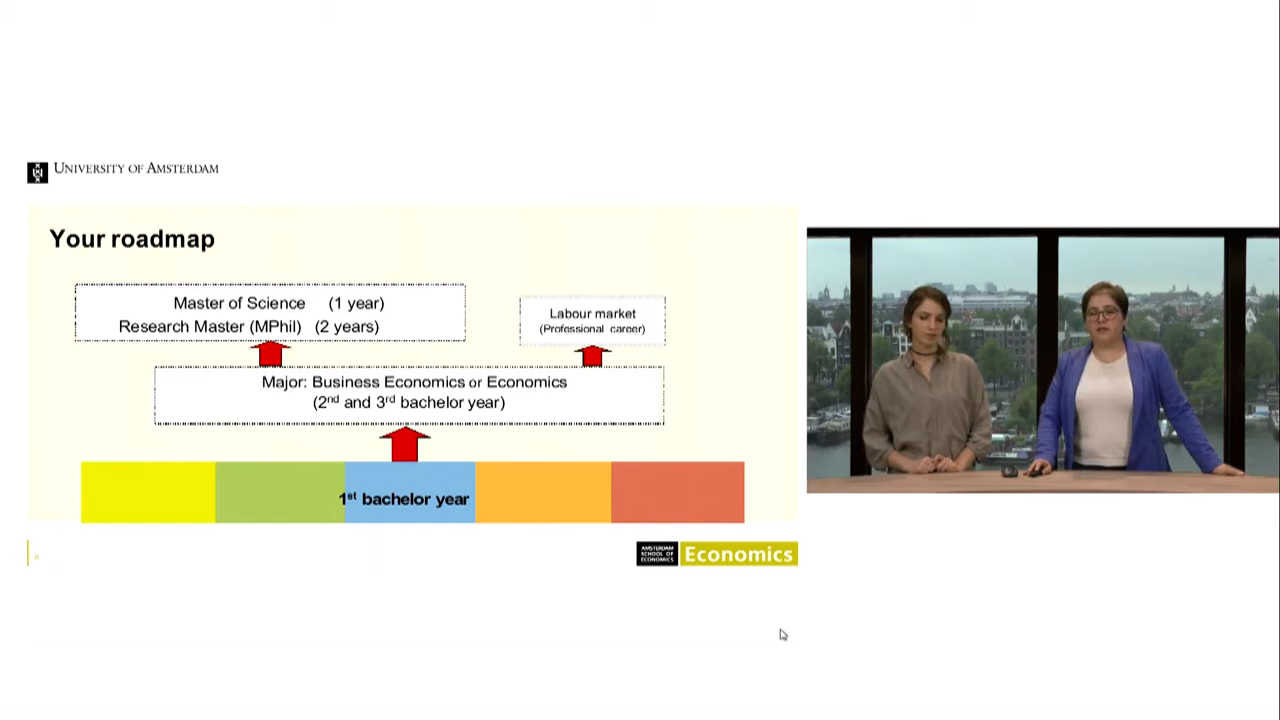 UNIVERSITY OF AMSTERDAM
Your roadmap
Master of Science (1 year)
Research Master (MPhil) (2 years)
Labour market
(Professional career)
Major: Business Economics or Economics
(2nd and 3rd bachelor year)
1st bachelor year
AMSTERDAM
SCHOOL OF
ECONOMICS
Economics